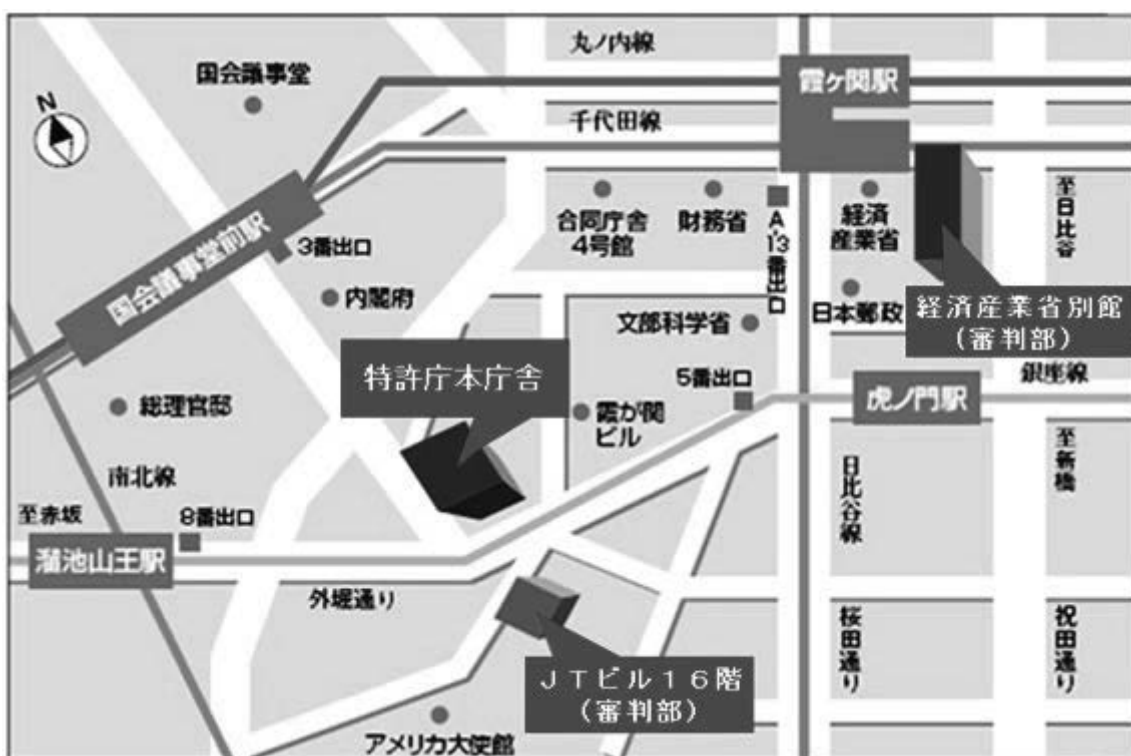 丸ノ内線
国会議事堂
霞ヶ関駅
N
千代田線
合同庁舎
4号館
財務省
A-13番出口
経済
産業省
至日比谷
国会議事堂前駅
3番出口
内閣府
日本郵政
経済産業省別館
(審判部)
文部科学省
特許庁本庁舎
5番出口
銀座線
虎ノ門駅
総理官邸
霞が関
ビル
南北線
日比谷線
至新橋
至赤坂
8番出口
溜池山王駅
外堀通り
桜田通り
祝田通り
JTビル16階
(審判部)
アメリカ大使館